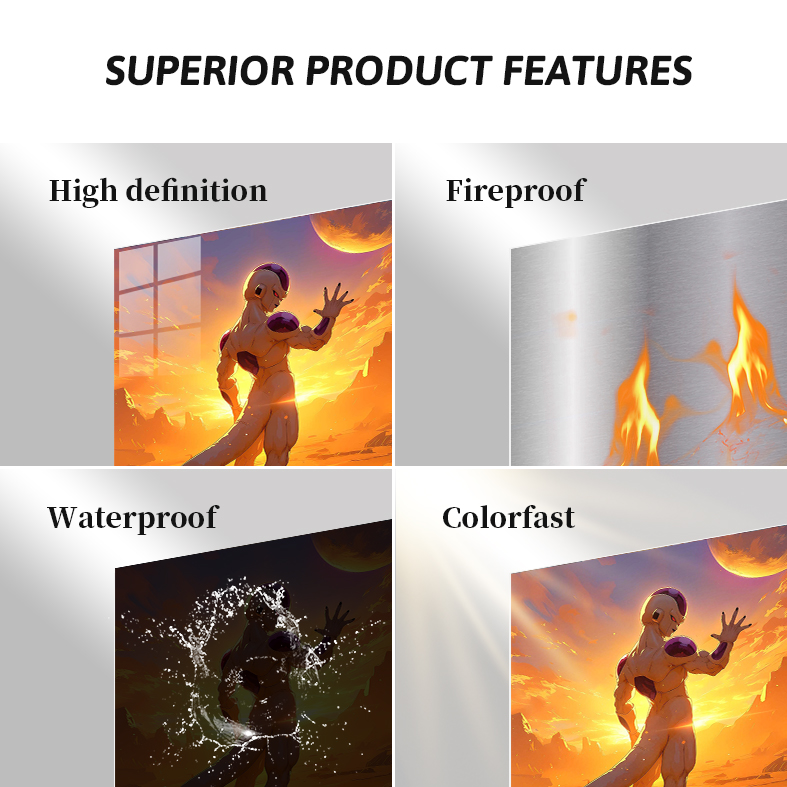 SUPERIOR PRODUCT FEATURES
High definition
Fireproof
Waterproof
Colorfast